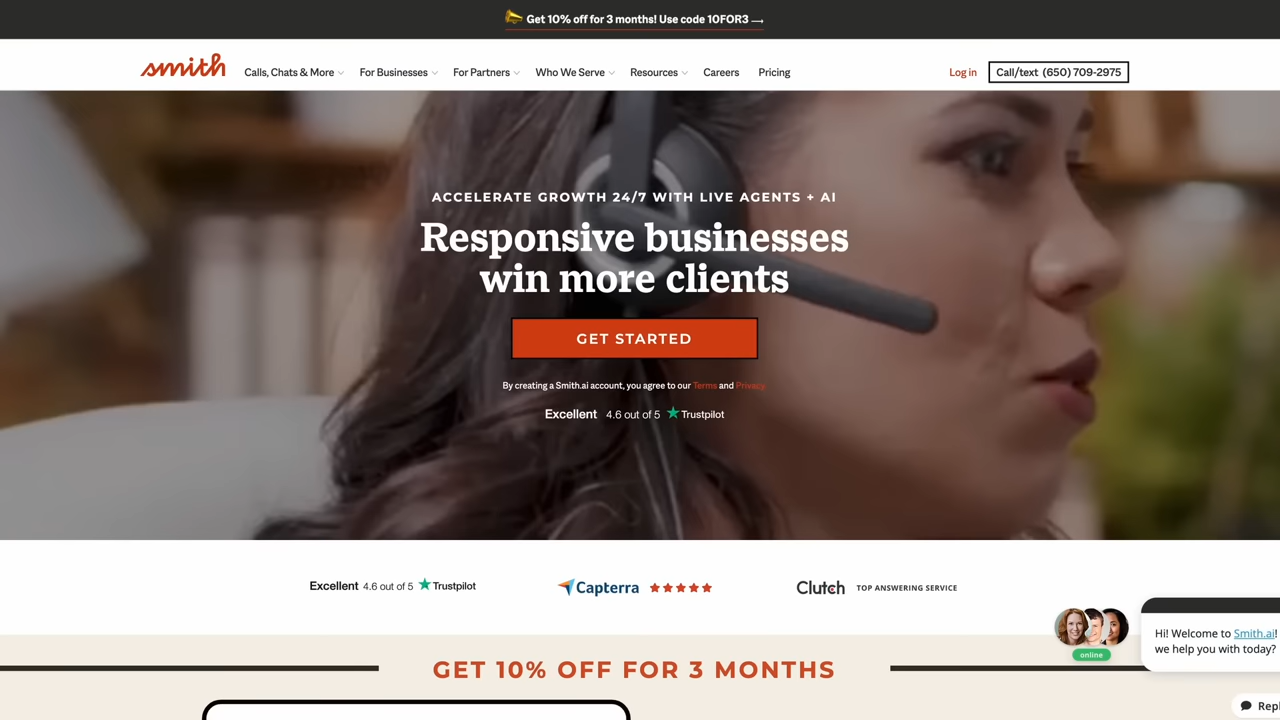 Get 10% off for 3 months! Use code 10FOR3 →
smith
Calls, Chats & More
For Businesses
For Partners
Who We Serve
Resources
Careers
Pricing
Log in
Call/text (650) 709-2975
ACCELERATE GROWTH 24/7 WITH LIVE AGENTS + AI
Responsive businesses
win more clients
GET STARTED
By creating a Smith.ai account, you agree to our Terms and Privacy
Excellent 4.6 out of 5 Trustpilot
Excellent 4.6 out of 5 Trustpilot
Capterra
Clutch TOP ANSWERING SERVICE
online
Hi! Welcome to Smith.ai!
we help you with today?
GET 10% OFF FOR 3 MONTHS